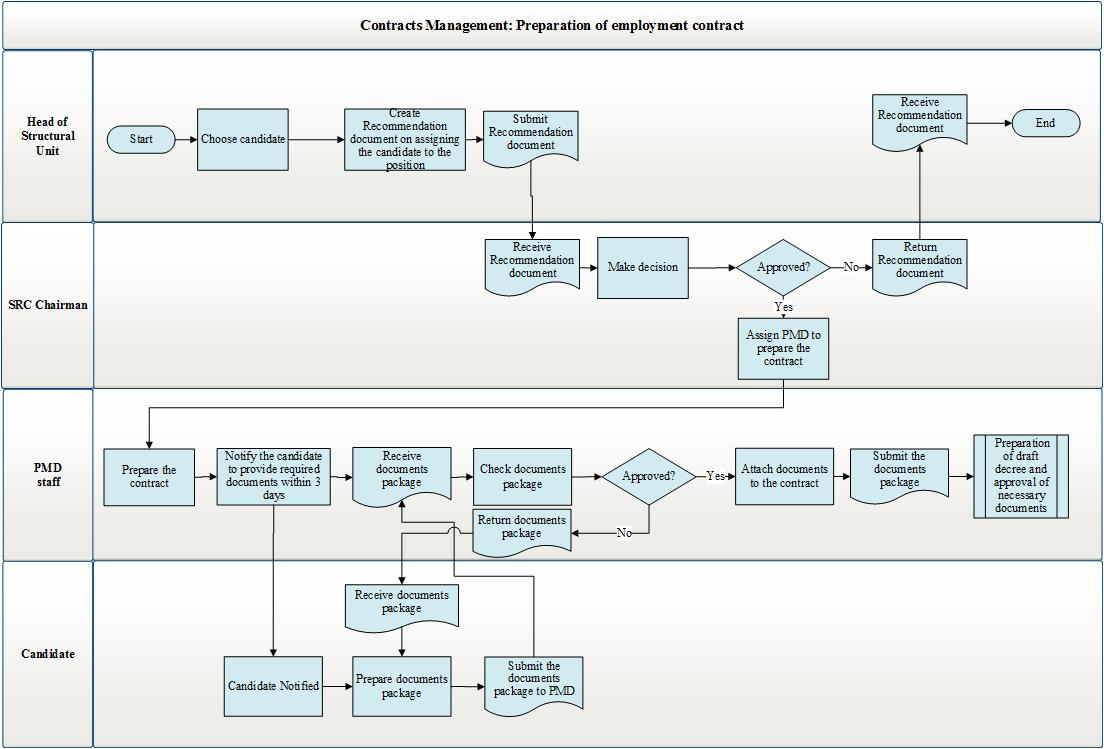 Contracts Management: Preparation of employment contract
Head of
Structural
Unit
Start
Choose candidate
Create
Recommendation
document on assigning
the candidate to the
position
Submit
Recommendation
document
Receive
Recommendation
document
End
SRC Chairman
Receive
Recommendation
document
Make decision
Approved?
No
Return
Recommendation
document
Yes
Assign PMD to
prepare the
contract
PMD
staff
Prepare the
contract
Notify the candidate
to provide required
documents within 3
days
Receive
documents
package
Check documents
package
Approved?
Yes
Attach documents
to the contract
Submit the
documents
package
Preparation
of draft
decree and
approval of
necessary
documents
Return documents
package
No
Candidate
Receive documents
package
Candidate Notified
Prepare documents
package
Submit the
documents
package to PMD